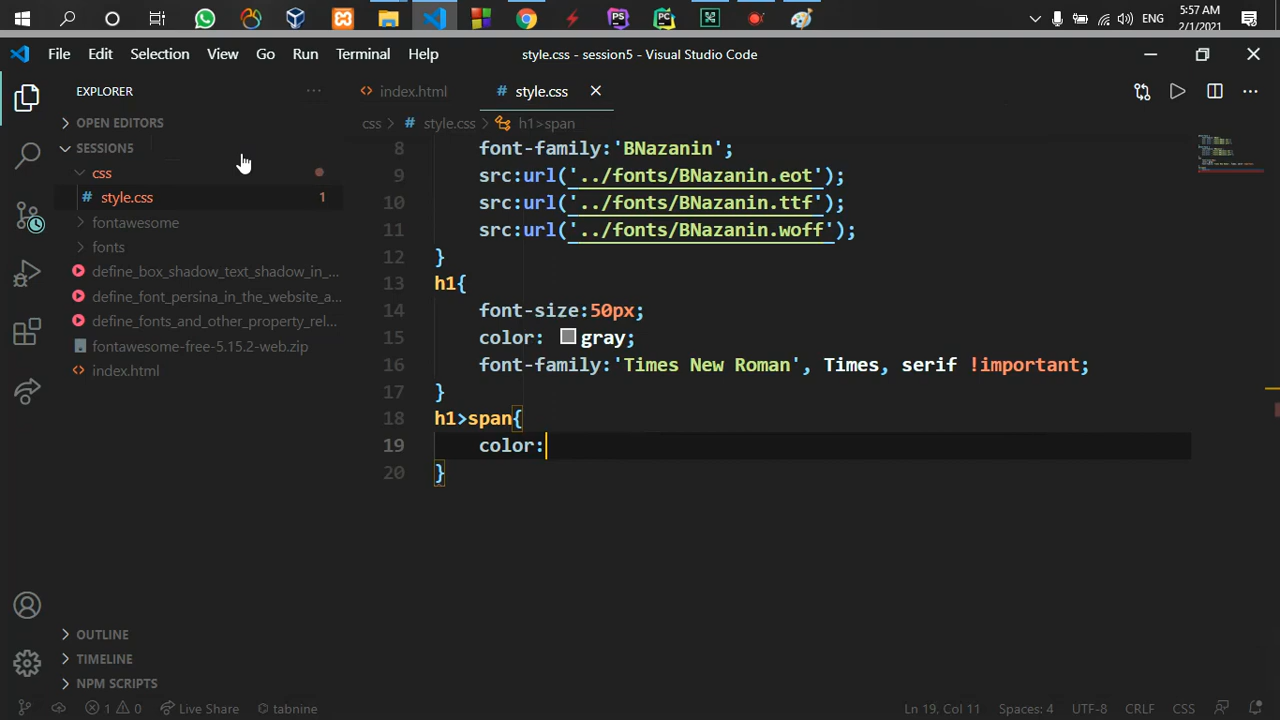 5:57 AM
ENG
2/1/2021
File Edit Selection View Go Run Terminal Help
style.css - session5 - Visual Studio Code
EXPLORER
index.html
# style.css
OPEN EDITORS
css > # style.css > h1>span
SESSION5
css
# style.css 1
fontawesome
fonts
define_box_shadow_text_shadow_in_...
define_font_persina_in_the_website_a...
define_fonts_and_other_property_rel...
fontawesome-free-5.15.2-web.zip
index.html
8 font-family:'BNazanin';
9 src:url('../fonts/BNazanin.eot');
10 src:url('../fonts/BNazanin.ttf');
11 src:url('../fonts/BNazanin.woff');
12 }
13 h1{
14 font-size:50px;
15 color: gray;
16 font-family:'Times New Roman', Times, serif !important;
17 }
18 h1>span{
19 color:
20 }
OUTLINE
TIMELINE
NPM SCRIPTS
1 0 Live Share tabnine Ln 19, Col 11 Spaces: 4 UTF-8 CRLF CSS